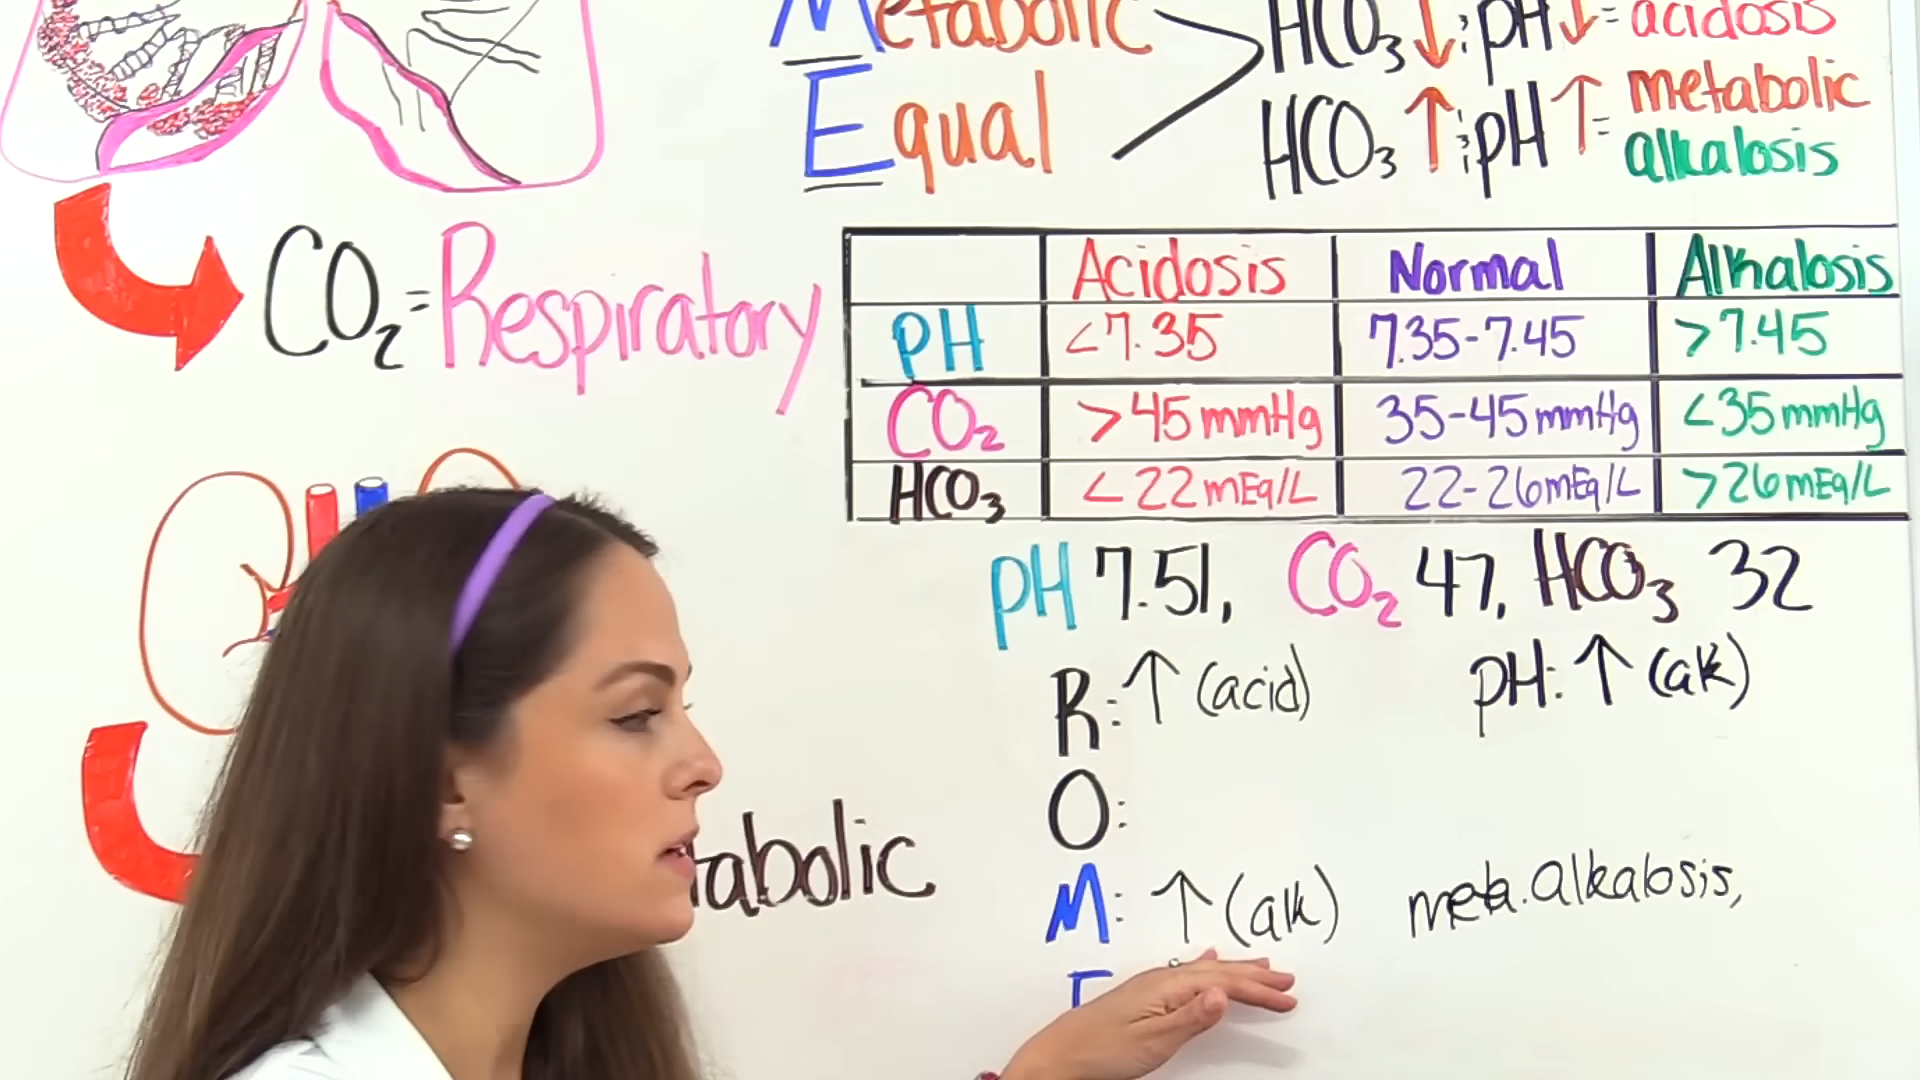 Metabolic
Equal
HCO3 ↓ : pH ↓ = acidosis
HCO3 ↑ : pH ↑ = metabolic alkalosis
CO2 = Respiratory
Acidosis Normal Alkalosis
PH <7.35 7.35-7.45 >7.45
CO2 >45 mmHg 35-45 mmHg <35 mmHg
HCO3 <22 mEq/L 22-26 mEq/L >26 mEq/L
pH 7.51, CO2 47, HCO3 32
R: ↑ (acid) pH: ↑ (alk)
O:
M: ↑ (alk) meta. alkalosis,
tabolic